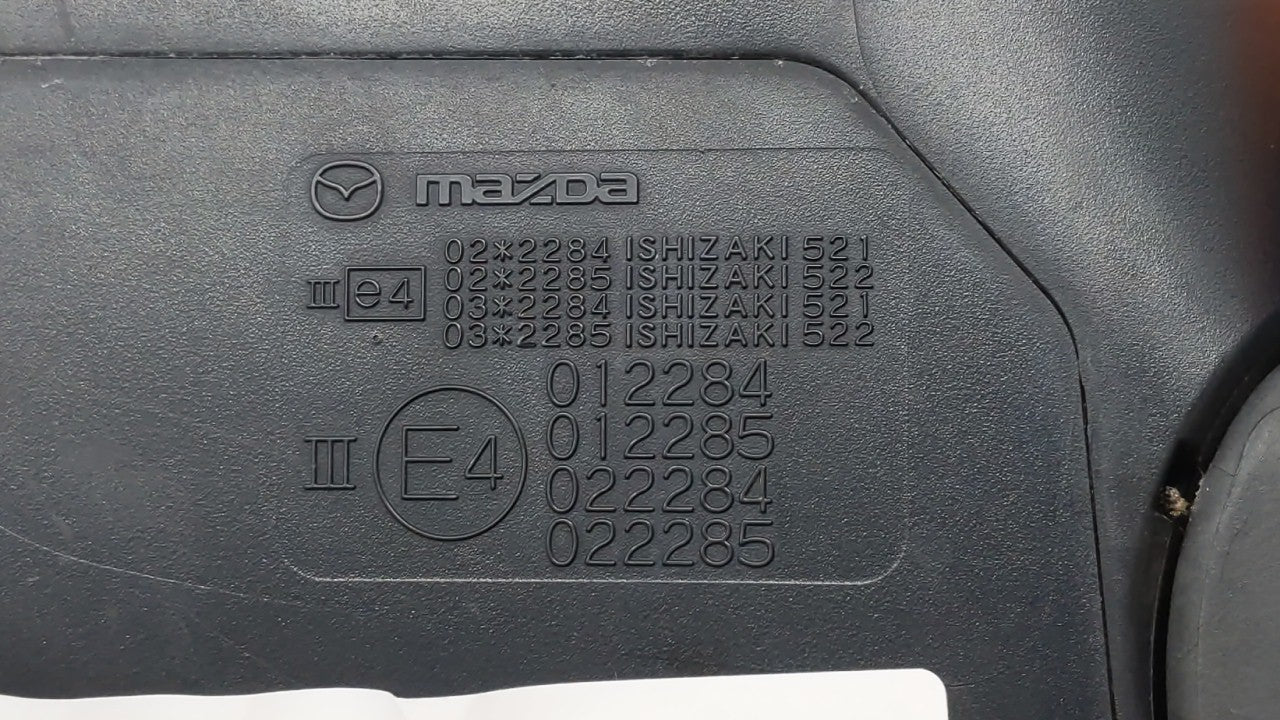 mazda
02*2284 ISHIZAKI 521
02*2285 ISHIZAKI 522
III e4
03*2284 ISHIZAKI 521
03*2285 ISHIZAKI 522
012284
012285
III E4
022284
022285